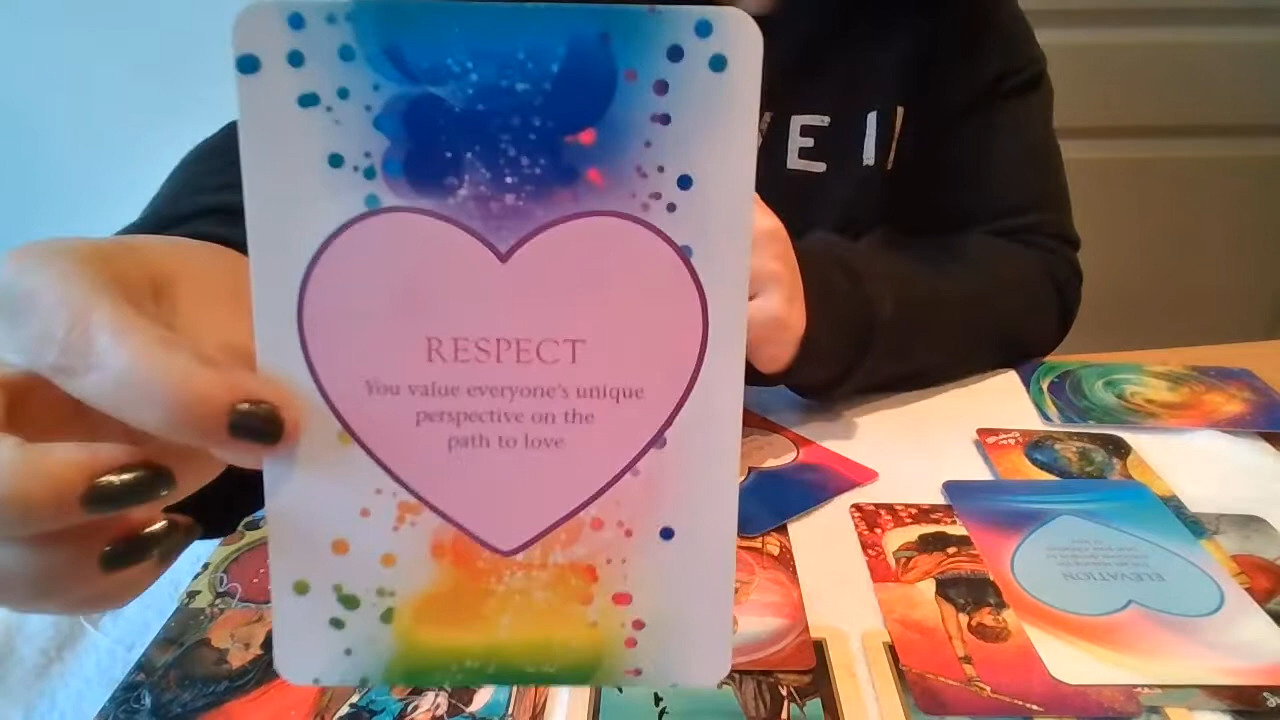 RESPECT
You value everyone's unique
perspective on the
path to love
VEI
ELEVATION